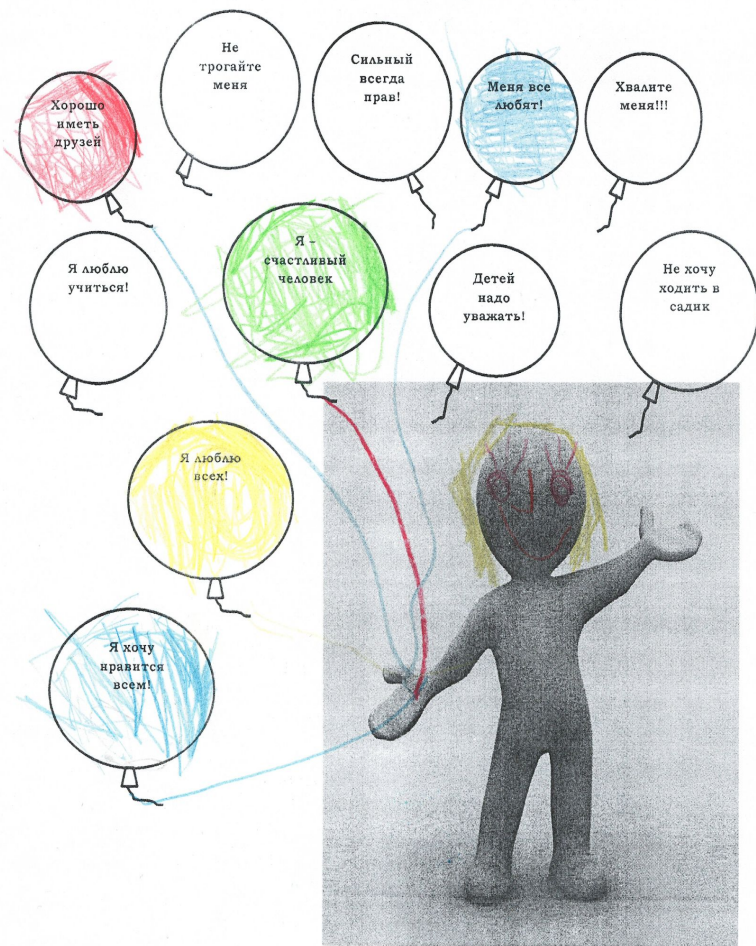 Хорошо
иметь
друзей
Не
трогайте
меня
Сильный
всегда
прав!
Меня все
любят!
Хвалите
меня!!!
Я люблю
учиться!
Я –
счастливый
человек
Детей
надо
уважать!
Не хочу
ходить в
садик
Я люблю
всех!
Я хочу
нравится
всем!